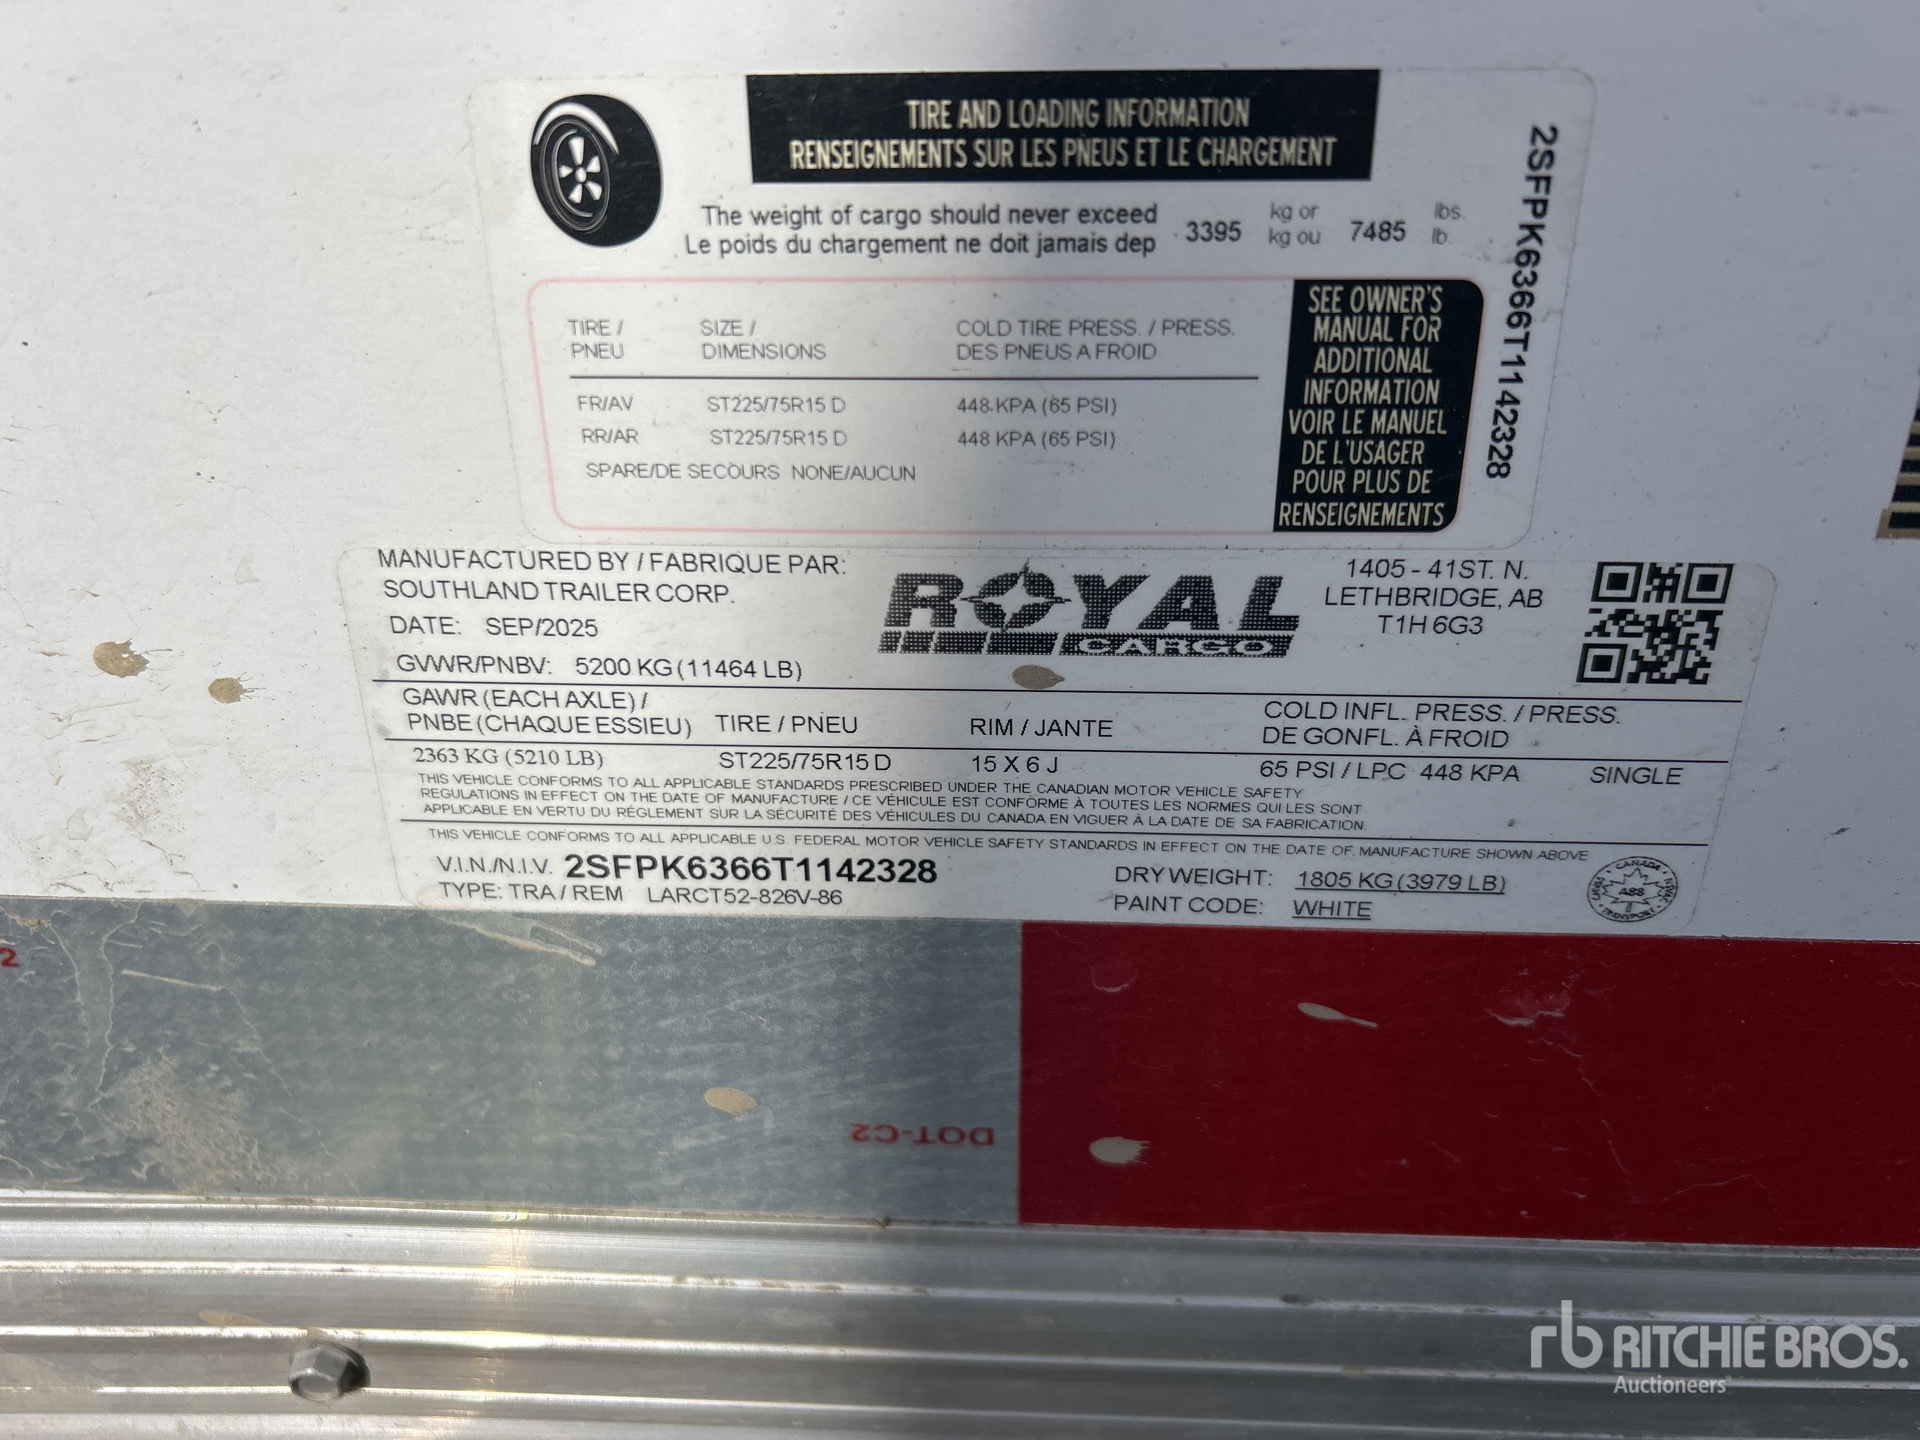 TIRE AND LOADING INFORMATION
RENSEIGNEMENTS SUR LES PNEUS ET LE CHARGEMENT
The weight of cargo should never exceed 3395 kg or 7485 lbs.
Le poids du chargement ne doit jamais dep kg ou lb.
TIRE / SIZE / COLD TIRE PRESS. / PRESS.
PNEU DIMENSIONS DES PNEUS A FROID
FR/AV ST225/75R15 D 448 KPA (65 PSI)
RR/AR ST225/75R15 D 448 KPA (65 PSI)
SPARE/DE SECOURS NONE/AUCUN
SEE OWNER'S
MANUAL FOR
ADDITIONAL
INFORMATION
VOIR LE MANUEL
DE L'USAGER
POUR PLUS DE
RENSEIGNEMENTS
2SFPK6366T1142328
MANUFACTURED BY / FABRIQUE PAR:
SOUTHLAND TRAILER CORP.
DATE: SEP/2025
GVWR/PNBV: 5200 KG (11464 LB)
ROYAL
CARGO
1405 - 41ST. N.
LETHBRIDGE, AB
T1H 6G3
GAWR (EACH AXLE) /
PNBE (CHAQUE ESSIEU) TIRE / PNEU RIM / JANTE COLD INFL. PRESS. / PRESS.
DE GONFL. À FROID
2363 KG (5210 LB) ST225/75R15 D 15 X 6 J 65 PSI / LPC 448 KPA SINGLE
THIS VEHICLE CONFORMS TO ALL APPLICABLE STANDARDS PRESCRIBED UNDER THE CANADIAN MOTOR VEHICLE SAFETY
REGULATIONS IN EFFECT ON THE DATE OF MANUFACTURE / CE VÉHICULE EST CONFORME À TOUTES LES NORMES QUI LES SONT
APPLICABLE EN VERTU DU RÉGLEMENT SUR LA SÉCURITÉ DES VÉHICULES DU CANADA EN VIGUER À LA DATE DE SA FABRICATION.
THIS VEHICLE CONFORMS TO ALL APPLICABLE U.S. FEDERAL MOTOR VEHICLE SAFETY STANDARDS IN EFFECT ON THE DATE OF MANUFACTURE SHOWN ABOVE
V.I.N./N.I.V. 2SFPK6366T1142328
TYPE: TRA / REM LARCT52-826V-86
DRY WEIGHT: 1805 KG (3979 LB)
PAINT CODE: WHITE
CANADA
TRANSPORT
DOT-C2
rb RITCHIE BROS.
Auctioneers